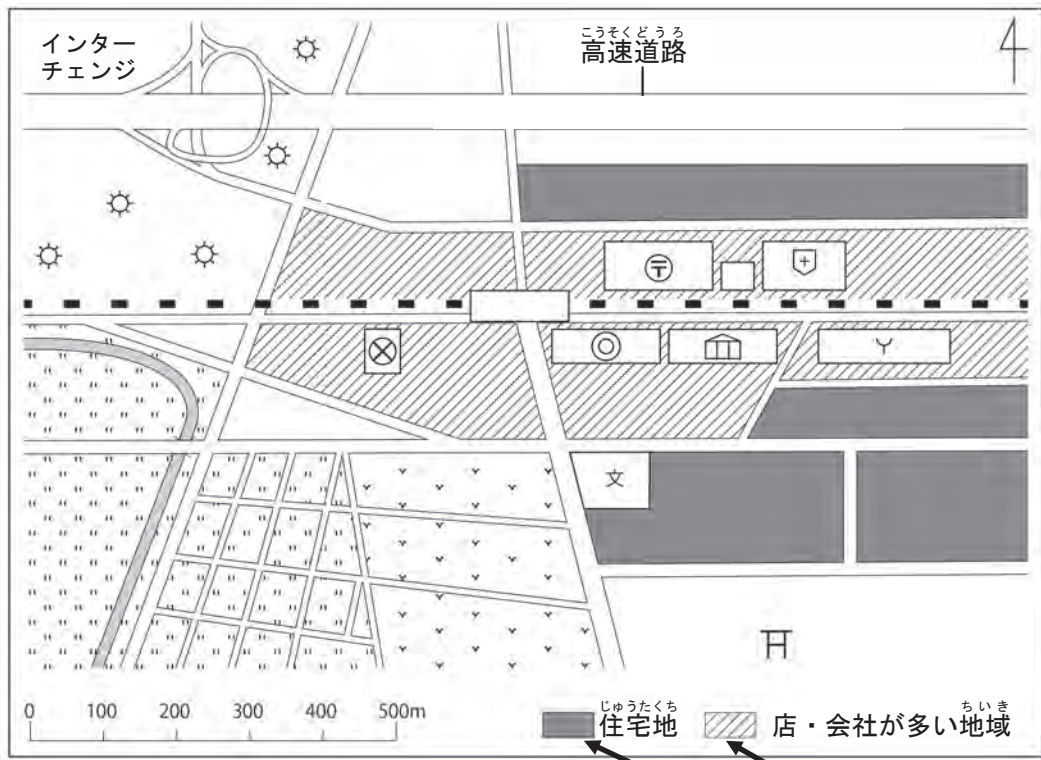 インター
チェンジ
こうそくどうろ
高速道路
文
0 100 200 300 400 500m
じゅうたくち
住宅地
ちいき
店・会社が多い地域